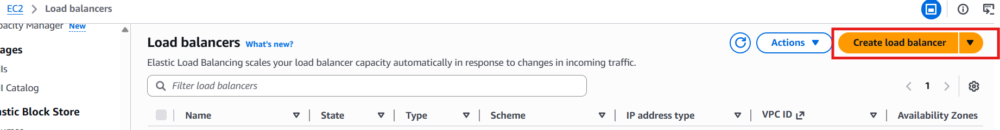 EC2 > Load balancers
pacity Manager New
Load balancers What's new?
Actions
Create load balancer
ages
Elastic Load Balancing scales your load balancer capacity automatically in response to changes in incoming traffic.
Is
I Catalog
Filter load balancers
1
astic Block Store
Name State Type Scheme IP address type VPC ID Availability Zones